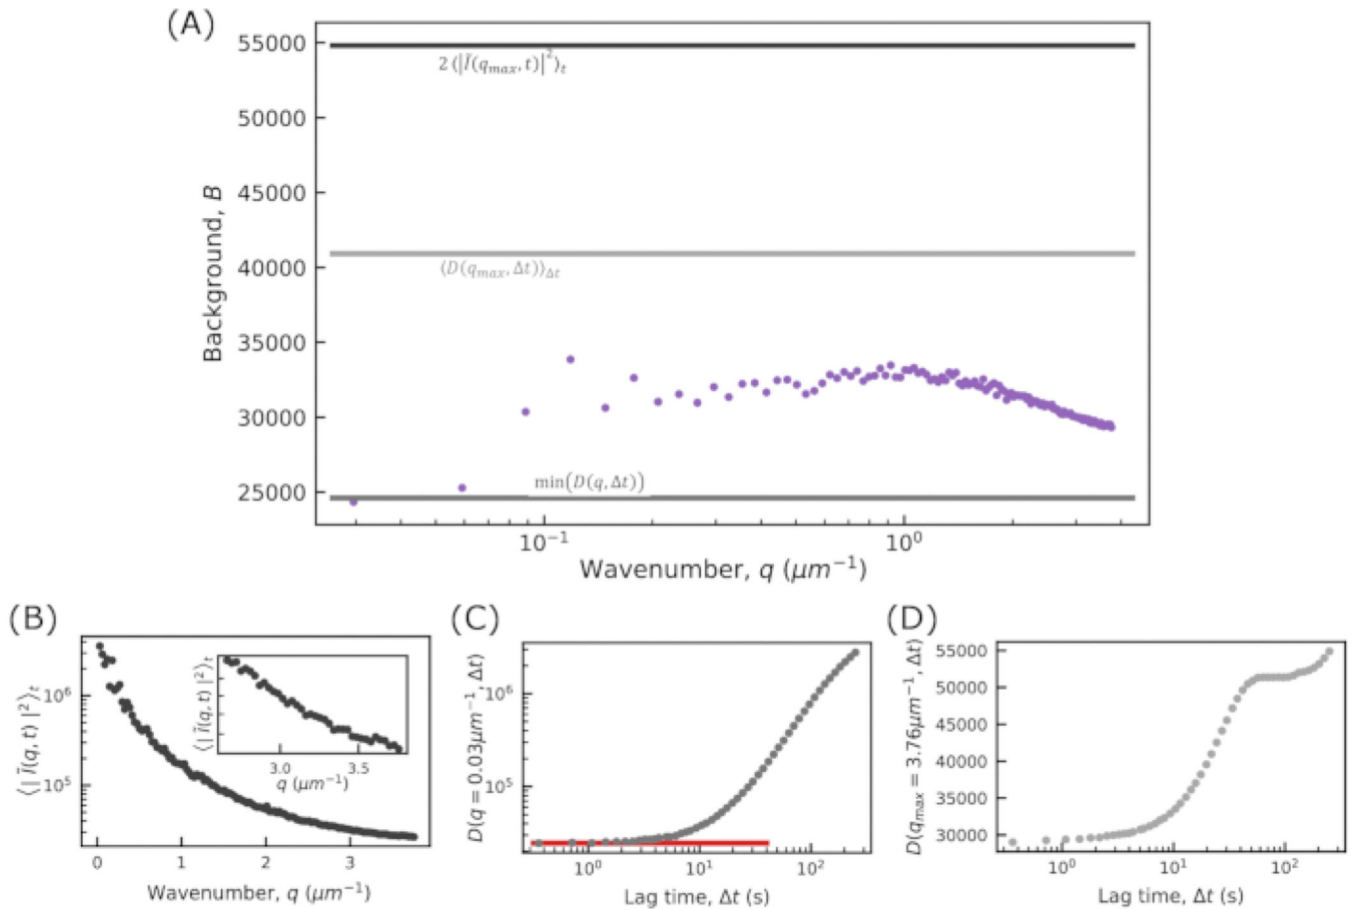 (A)
55000
50000
45000
40000
35000
30000
25000
Background, B
2⟨|Ĩ(q_max, t)|²⟩_t
⟨D(q_max, Δt)⟩_Δt
min(D(q, Δt))
10⁻¹ 10⁰
Wavenumber, q (μm⁻¹)
(B)
⟨| Ĩ(q, t) |²⟩_t
10⁶
10⁵
0 1 2 3
Wavenumber, q (μm⁻¹)
⟨| Ĩ(q, t) |²⟩_t
3.0 3.5
q (μm⁻¹)
(C)
D(q = 0.03μm⁻¹, Δt)
10⁶
10⁵
10⁰ 10¹ 10²
Lag time, Δt (s)
(D)
D(q_max = 3.76μm⁻¹, Δt)
55000
50000
45000
40000
35000
30000
10⁰ 10¹ 10²
Lag time, Δt (s)